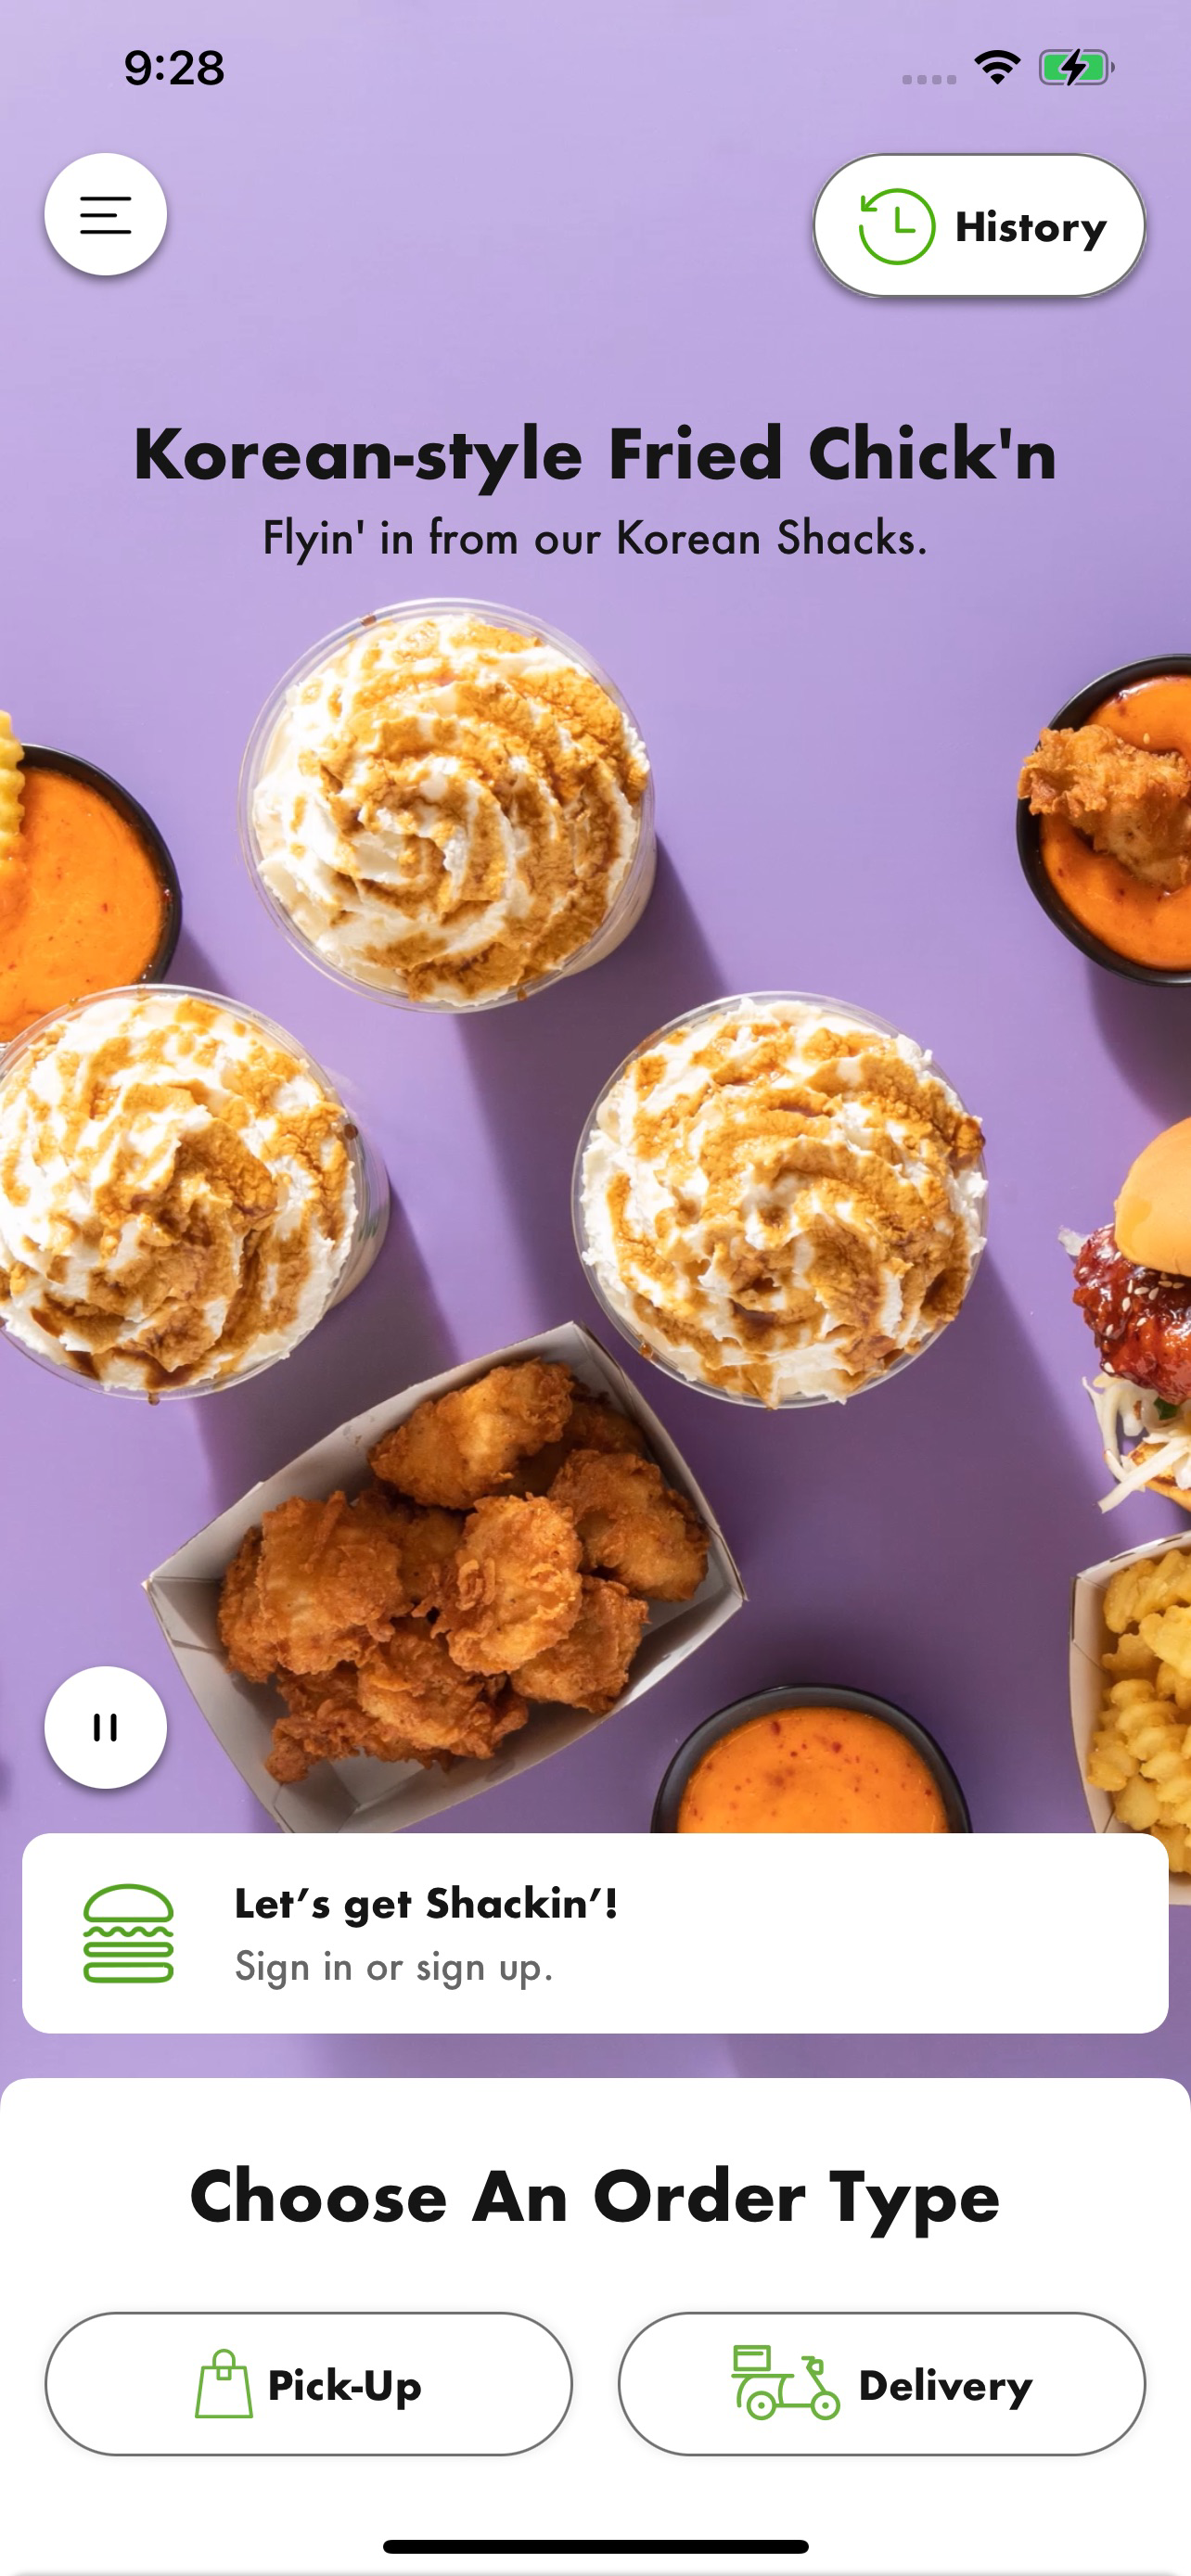 9:28
History
Korean-style Fried Chick'n
Flyin' in from our Korean Shacks.
Let’s get Shackin’!
Sign in or sign up.
Choose An Order Type
Pick-Up
Delivery